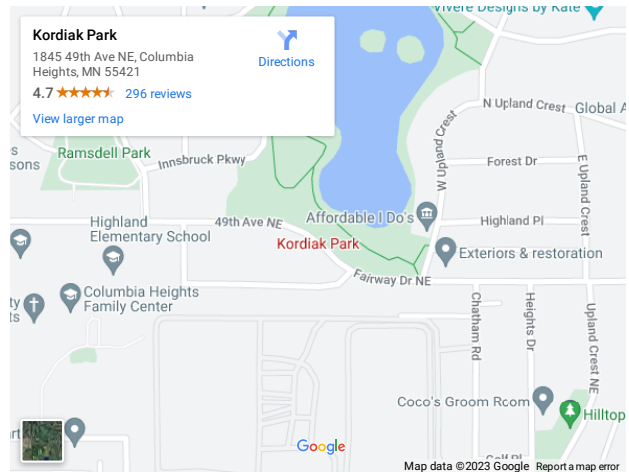 Vivere Designs by Kate
Kordiak Park
1845 49th Ave NE, Columbia
Heights, MN 55421
Directions
4.7 296 reviews
View larger map
N Upland Crest
Global A
W Upland Crest
Forest Dr
E Upland Crest
Ramsdell Park
Innsbruck Pkwy
sons
Highland
Elementary School
49th Ave NE
Affordable I Do's
Highland Pl
Kordiak Park
Exteriors & restoration
Fairway Dr NE
Columbia Heights
Family Center
Chatham Rd
Heights Dr
Upland Crest NE
Coco's Groom Room
Hilltop
Golf Pl
Google
Map data ©2023 Google Report a map error